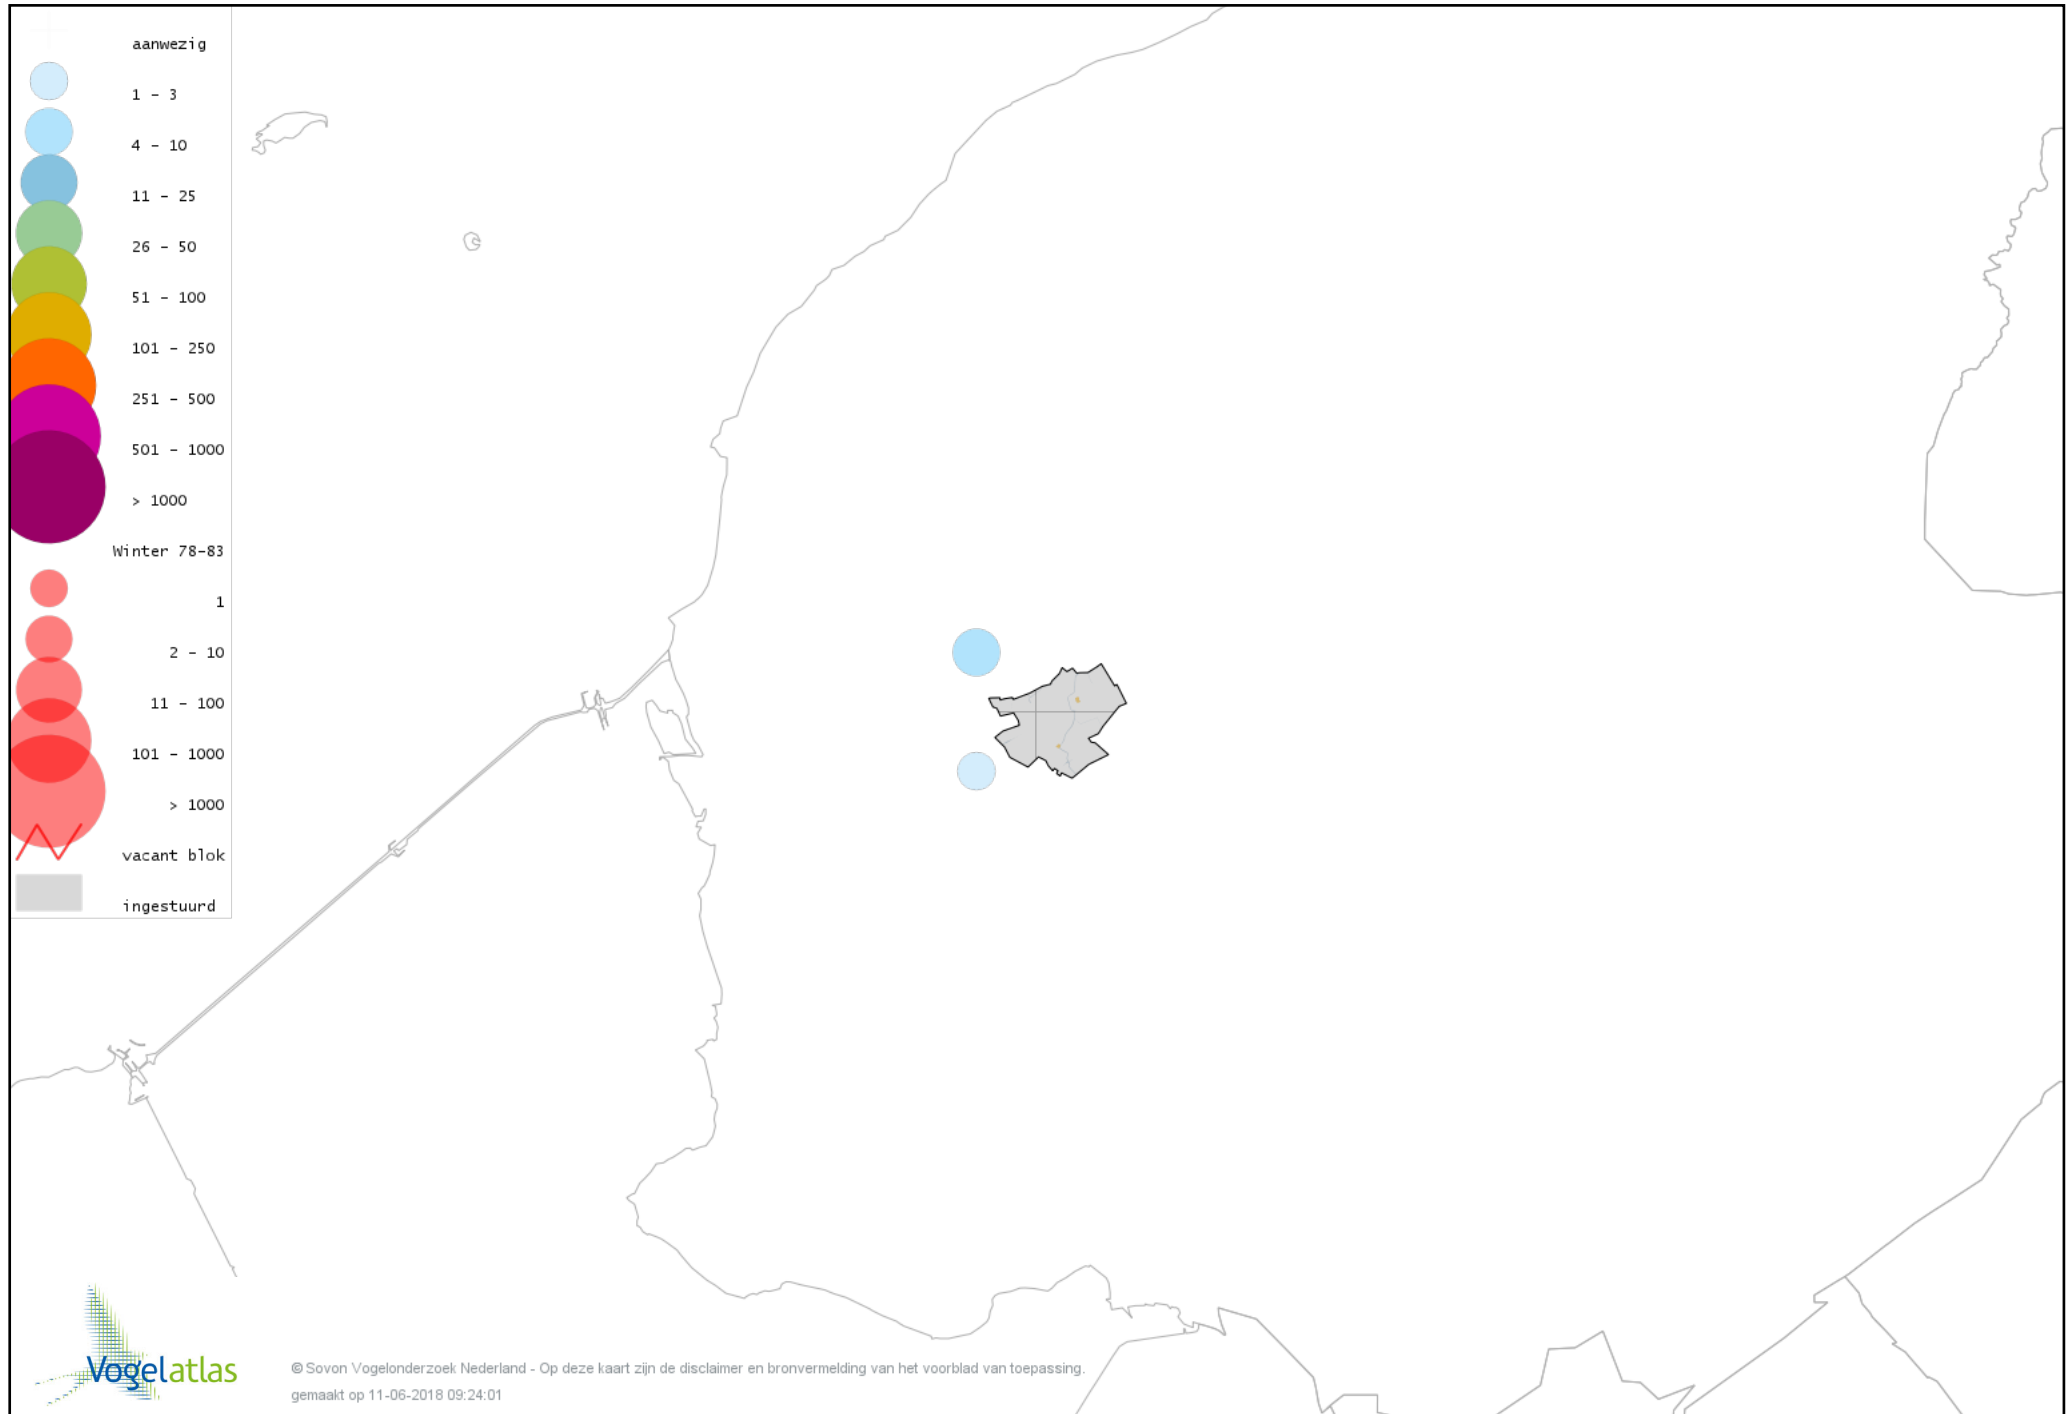 aanwezig
1 - 3
4 - 10
11 - 25
26 - 50
51 - 100
101 - 250
251 - 500
501 - 1000
> 1000
Winter 78-83
1
2 - 10
11 - 100
101 - 1000
> 1000
vacant blok
ingestuurd
Vogelatlas
© Sovon Vogelonderzoek Nederland - Op deze kaart zijn de disclaimer en bronvermelding van het voorblad van toepassing.
gemaakt op 11-06-2018 09:24:01